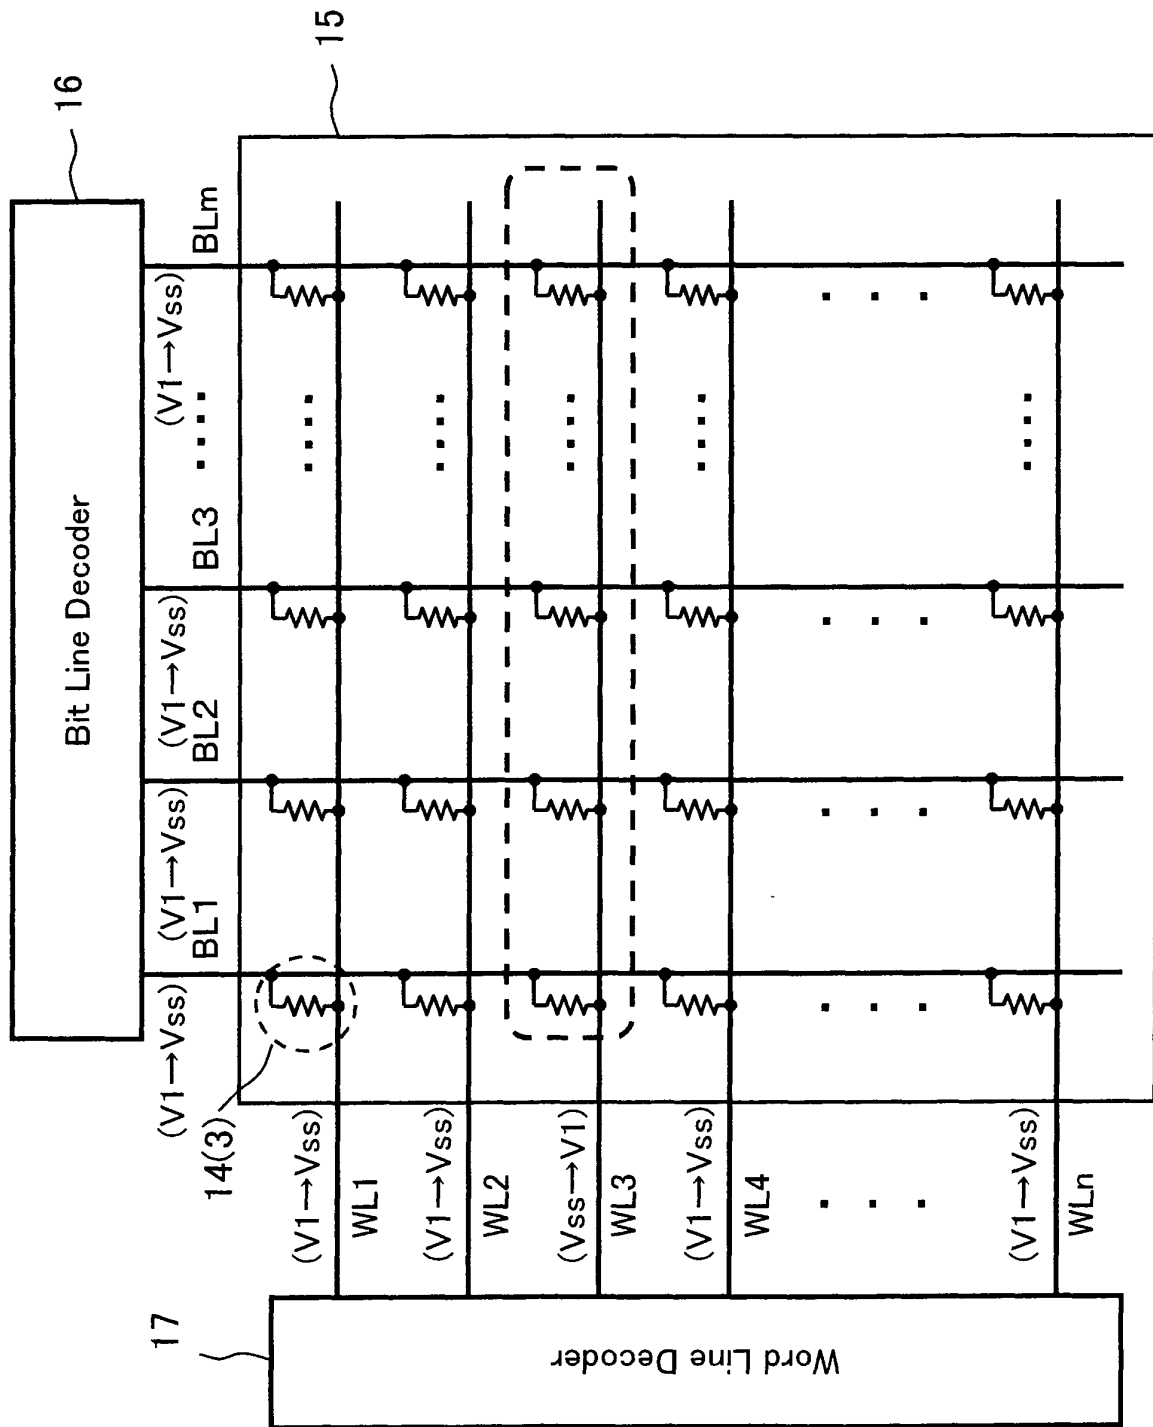 16
15
Bit Line Decoder
(V1→Vss)
BL1
(V1→Vss)
BL2
(V1→Vss)
BL3
....
(V1→Vss)
BLm
14(3)
(V1→Vss)
WL1
(V1→Vss)
WL2
(Vss→V1)
WL3
(V1→Vss)
WL4
(V1→Vss)
WLn
17
Word Line Decoder